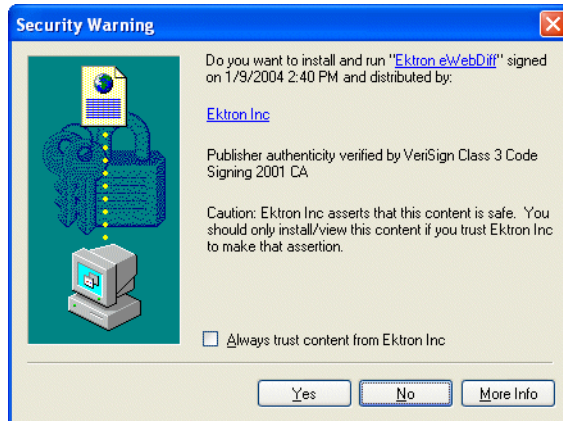 Security Warning
Do you want to install and run "Ektron eWebDiff" signed
on 1/9/2004 2:40 PM and distributed by:
Ektron Inc
Publisher authenticity verified by VeriSign Class 3 Code
Signing 2001 CA
Caution: Ektron Inc asserts that this content is safe.  You
should only install/view this content if you trust Ektron Inc
to make that assertion.
Always trust content from Ektron Inc
Yes
No
More Info